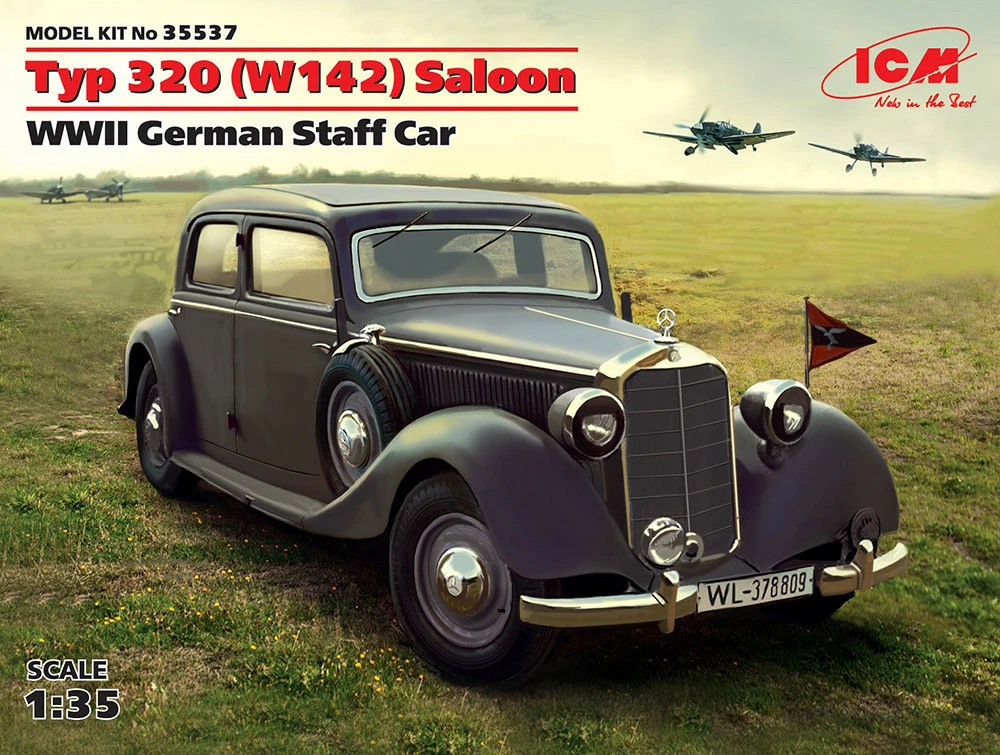 MODEL KIT No 35537
Typ 320 (W142) Saloon
WWII German Staff Car
ICM
New in the Best
WL-378809
SCALE
1:35